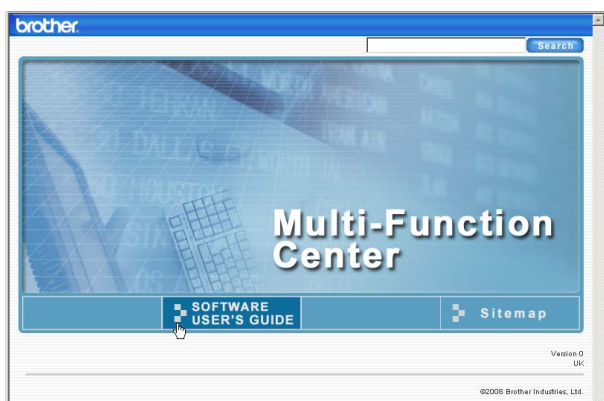 brother
Search
Multi-Function
Center
SOFTWARE
USER'S GUIDE
Sitemap
Version 0
UK
©2008 Brother Industries, Ltd.